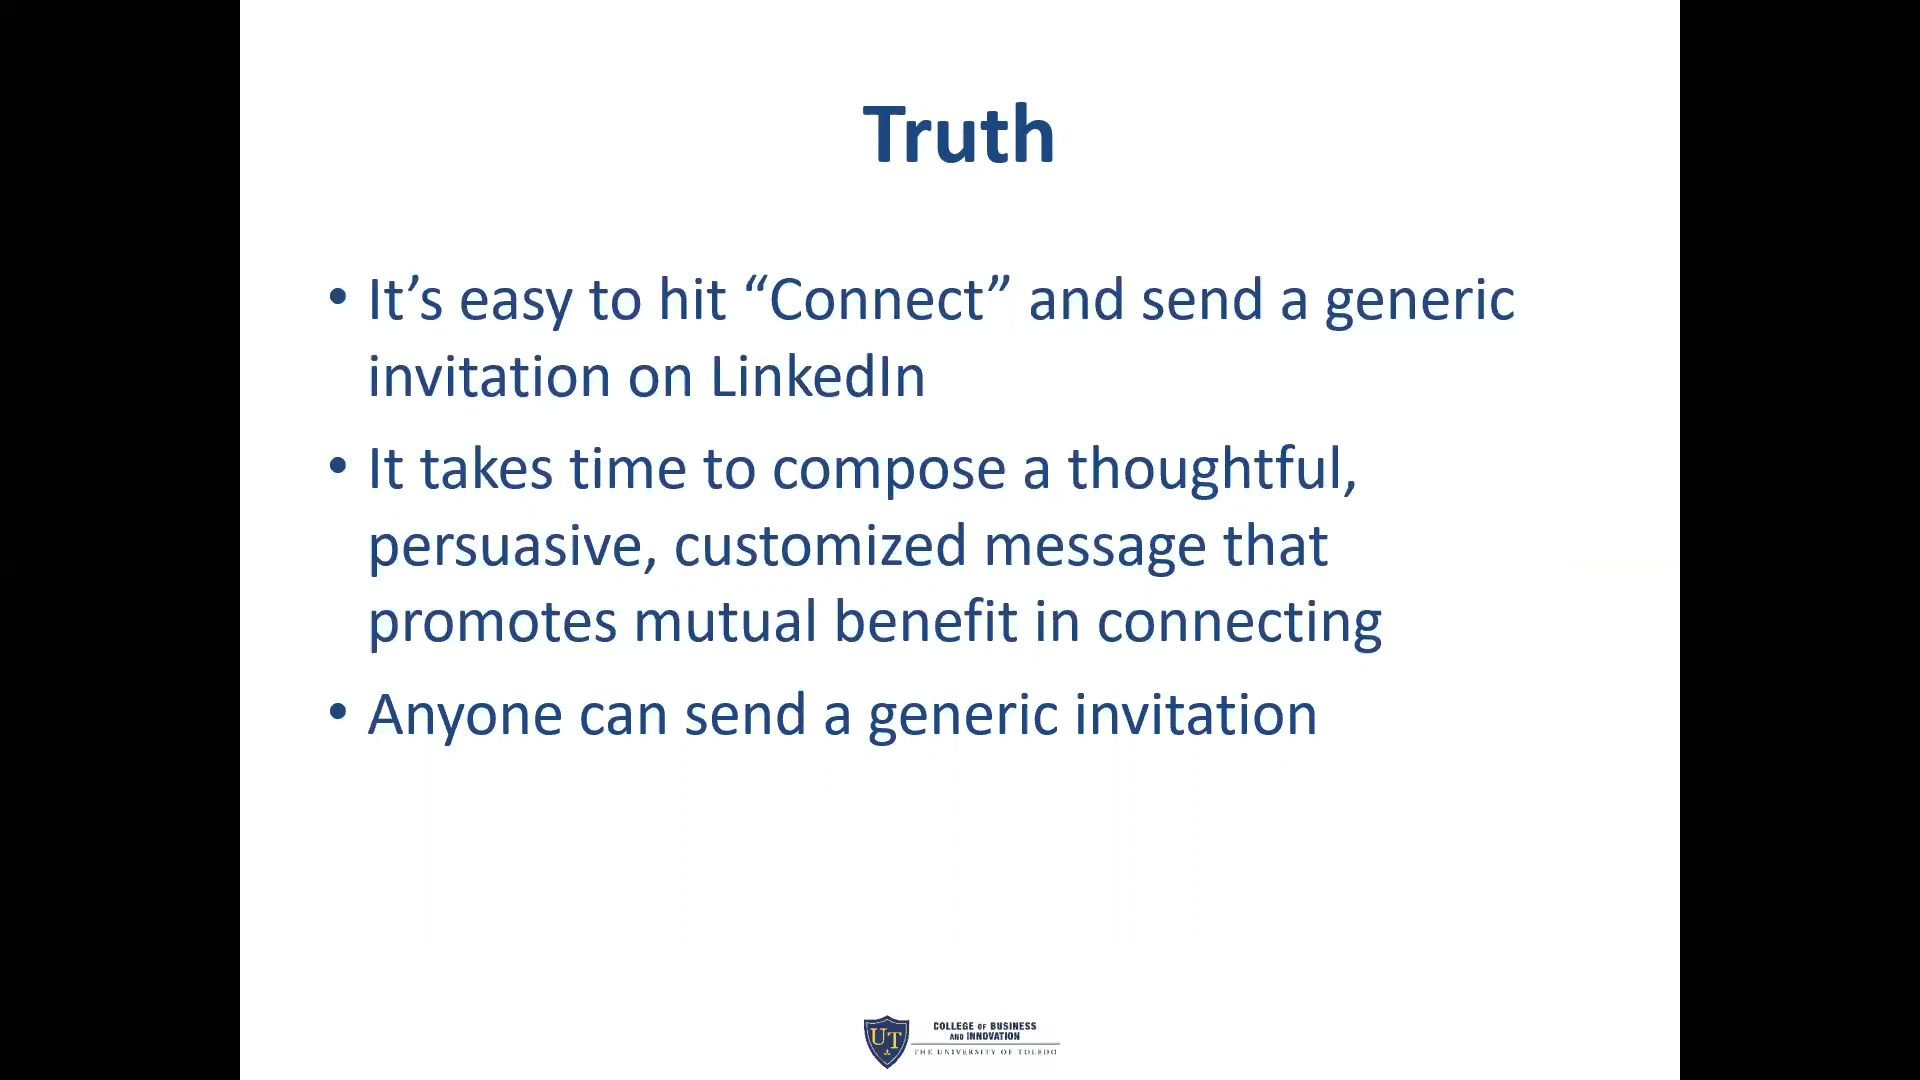 Truth
• It’s easy to hit “Connect” and send a generic
invitation on LinkedIn
• It takes time to compose a thoughtful,
persuasive, customized message that
promotes mutual benefit in connecting
• Anyone can send a generic invitation
UT
COLLEGE OF BUSINESS
AND INNOVATION
THE UNIVERSITY OF TOLEDO